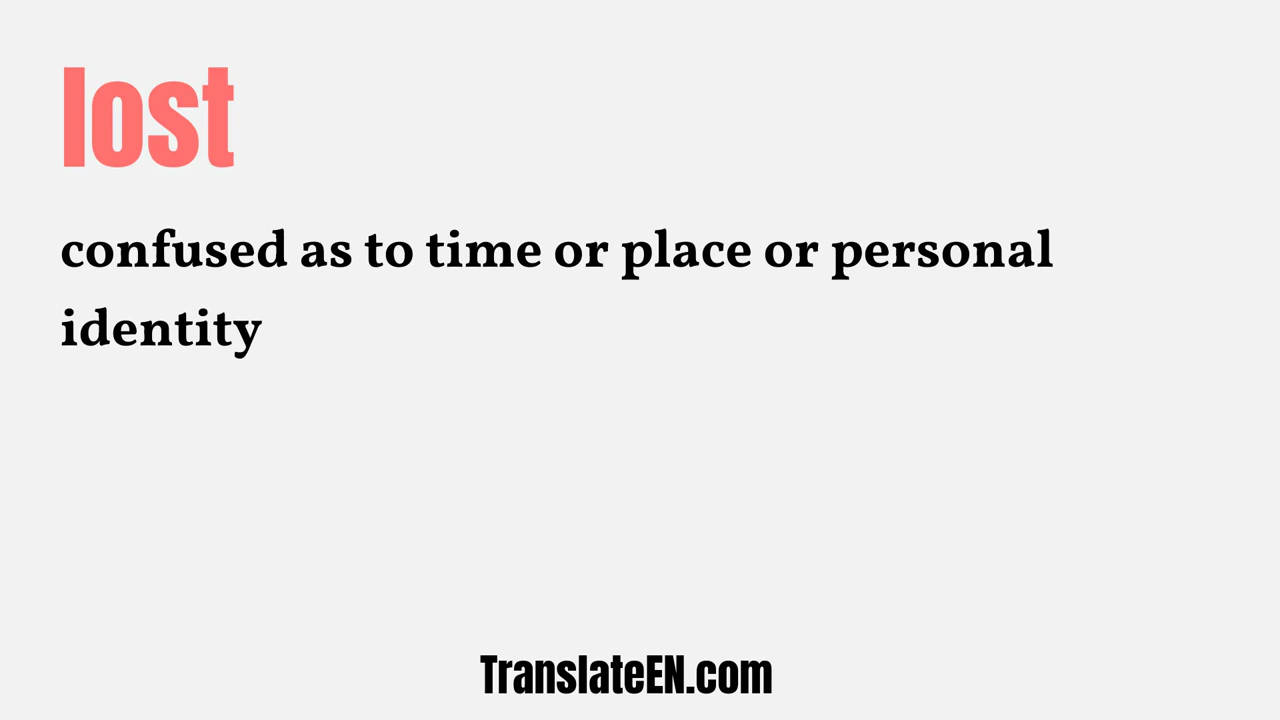 lost
confused as to time or place or personal
identity
TranslateEN.com